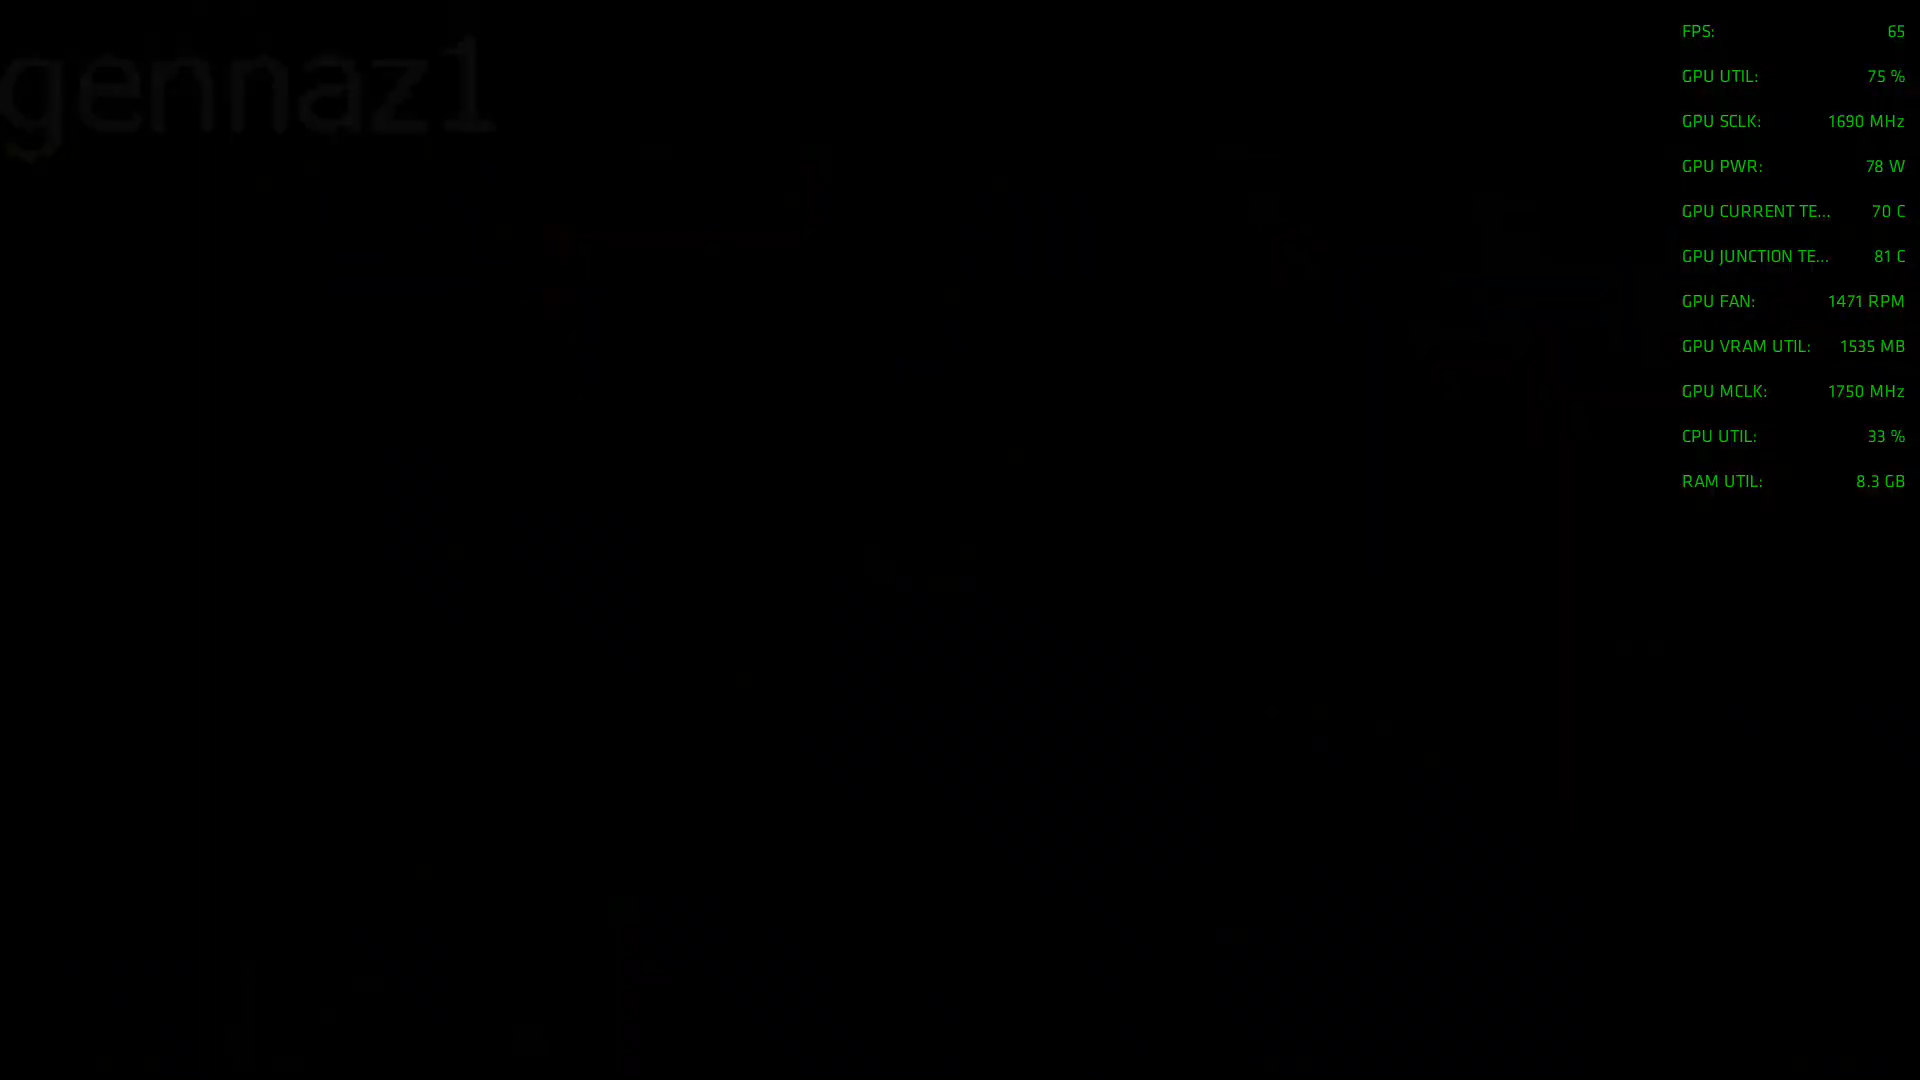 gennaz1
FPS: 65
GPU UTIL: 75 %
GPU SCLK: 1690 MHz
GPU PWR: 78 W
GPU CURRENT TE... 70 C
GPU JUNCTION TE... 81 C
GPU FAN: 1471 RPM
GPU VRAM UTIL: 1535 MB
GPU MCLK: 1750 MHz
CPU UTIL: 33 %
RAM UTIL: 8.3 GB